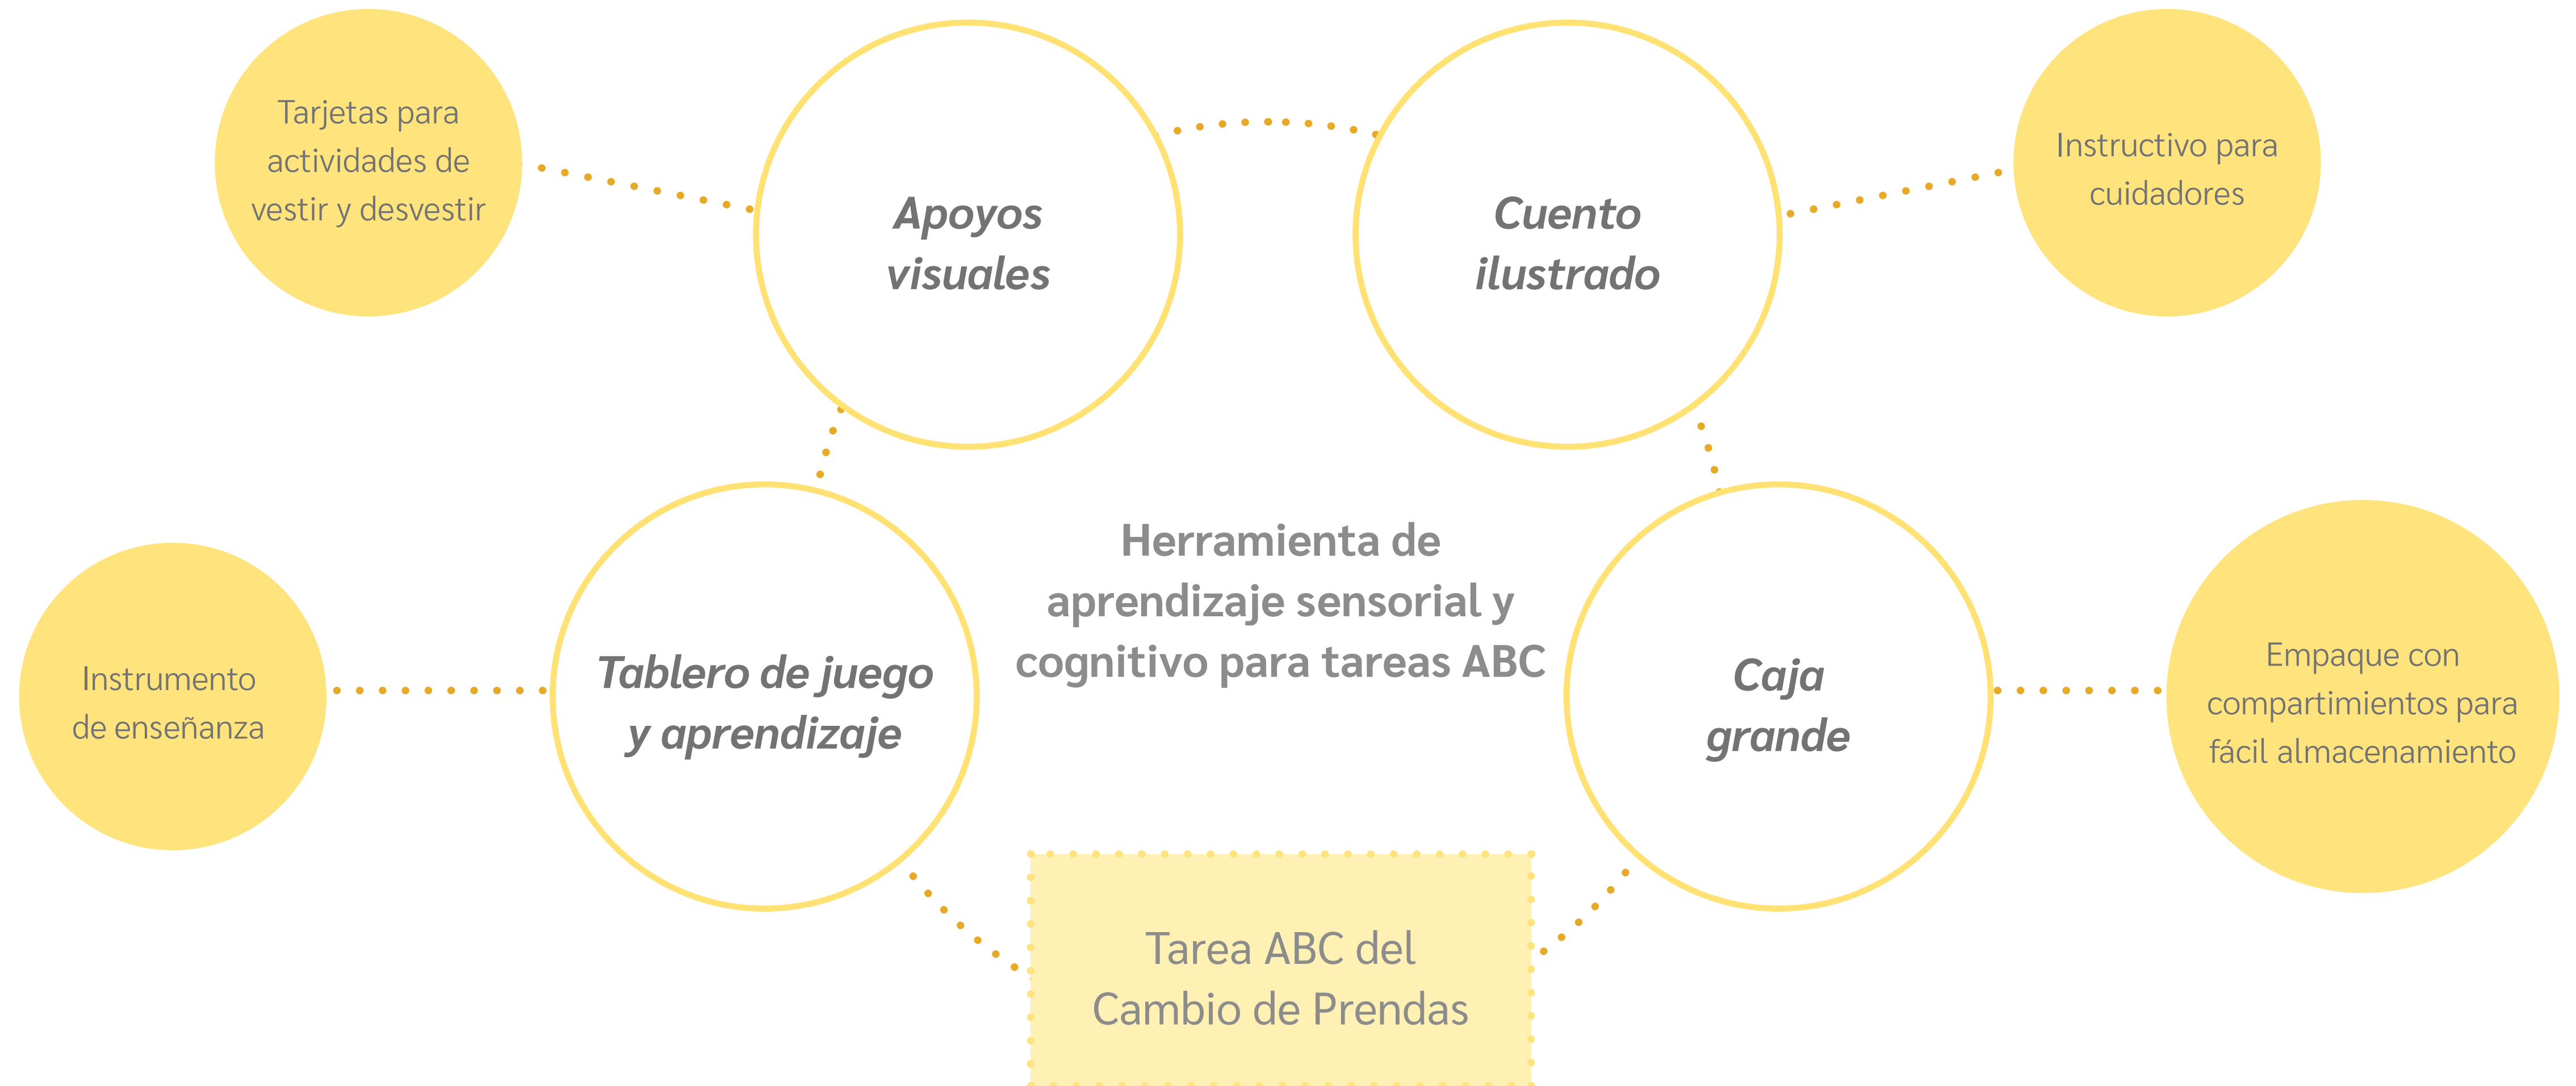 Tarjetas para
actividades de
vestir y desvestir
Apoyos
visuales
Cuento
ilustrado
Instructivo para
cuidadores
Instrumento
de enseñanza
Tablero de juego
y aprendizaje
Herramienta de
aprendizaje sensorial y
cognitivo para tareas ABC
Caja
grande
Empaque con
compartimientos para
fácil almacenamiento
Tarea ABC del
Cambio de Prendas